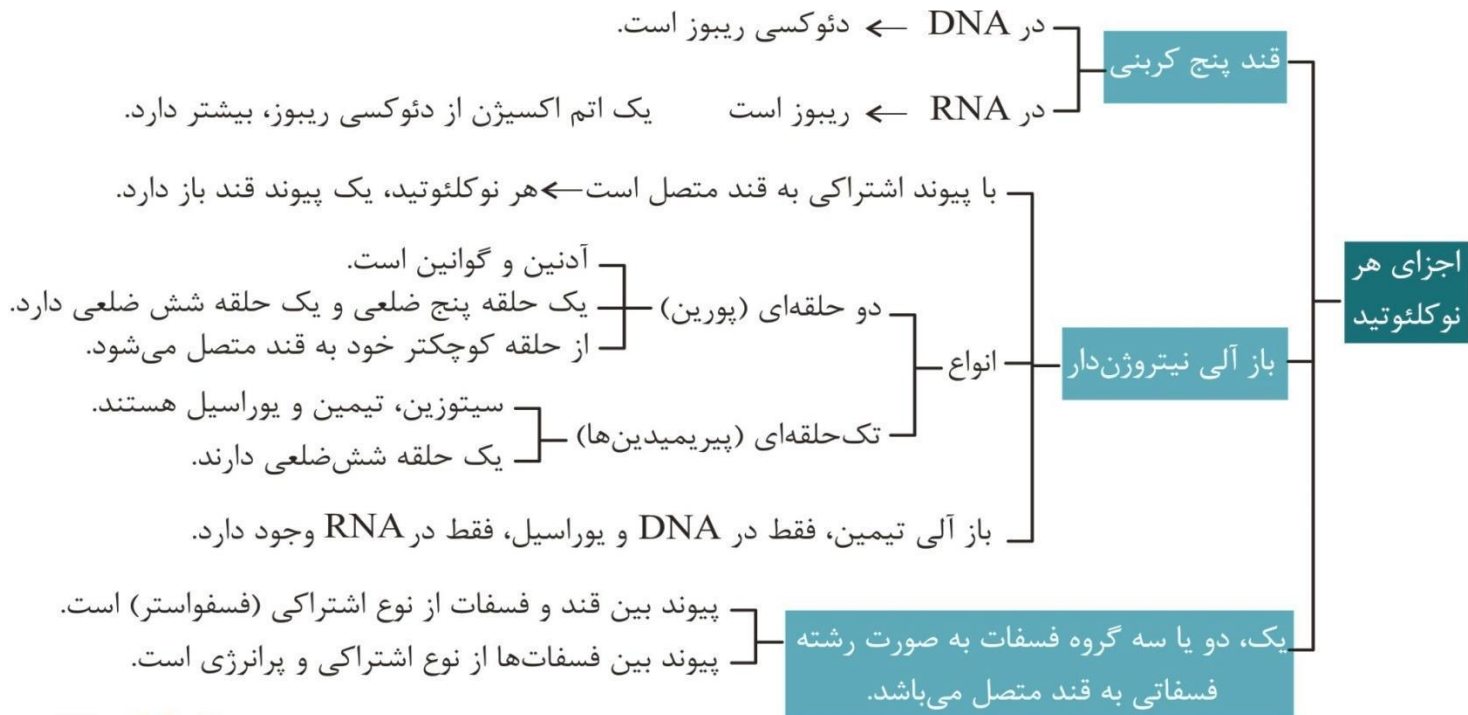 اجزای هر
نوکلئوتید
قند پنج کربنی
در DNA ← دئوکسی ریبوز است.
در RNA ← ریبوز است یک اتم اکسیژن از دئوکسی ریبوز، بیشتر دارد.
باز آلی نیتروژن‌دار
با پیوند اشتراکی به قند متصل است←هر نوکلئوتید، یک پیوند قند باز دارد.
انواع
دو حلقه‌ای (پورین)
آدنین و گوانین است.
یک حلقه پنج ضلعی و یک حلقه شش ضلعی دارد.
از حلقه کوچکتر خود به قند متصل می‌شود.
تک‌حلقه‌ای (پیریمیدین‌ها)
سیتوزین، تیمین و یوراسیل هستند.
یک حلقه شش‌ضلعی دارند.
باز آلی تیمین، فقط در DNA و یوراسیل، فقط در RNA وجود دارد.
یک، دو یا سه گروه فسفات به صورت رشته
فسفاتی به قند متصل می‌باشد.
پیوند بین قند و فسفات از نوع اشتراکی (فسفواستر) است.
پیوند بین فسفات‌ها از نوع اشتراکی و پرانرژی است.